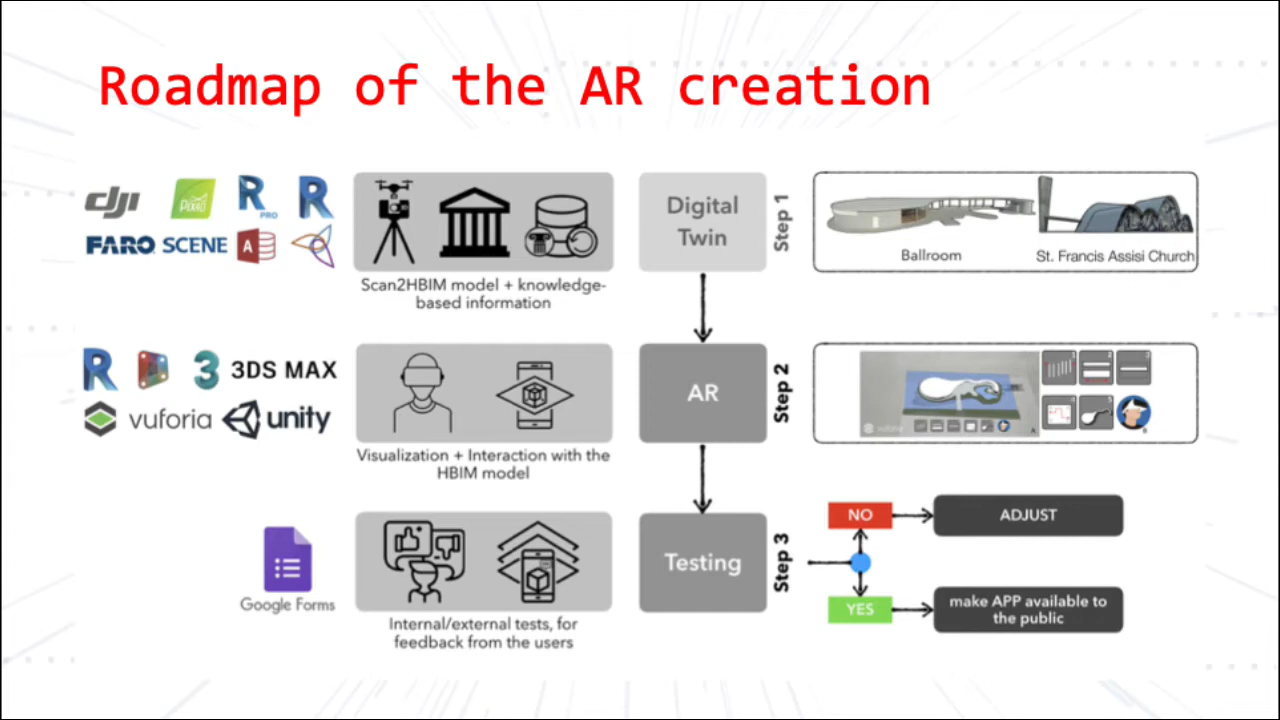 Roadmap of the AR creation
dji
PIX4D
R PRO
R
FARO SCENE
A
Scan2HBIM model + knowledge-
based information
Digital
Twin
Step 1
Ballroom
St. Francis Assisi Church
R
3
3DS MAX
vuforia
unity
Visualization + Interaction with the
HBIM model
AR
Step 2
vuforia
Google Forms
Internal/external tests, for
feedback from the users
Testing
Step 3
NO
ADJUST
YES
make APP available to
the public